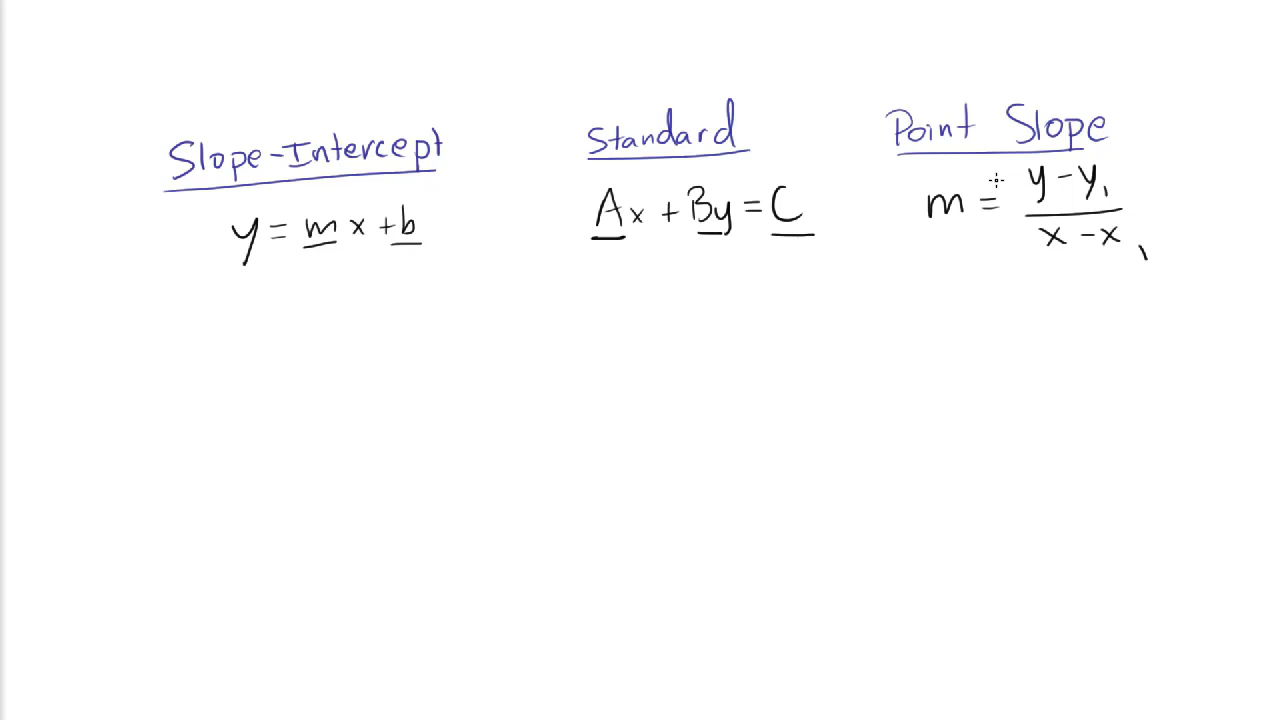 Slope-Intercept
y = mx + b
Standard
Ax + By = C
Point Slope
m = y - y₁ / x - x₁